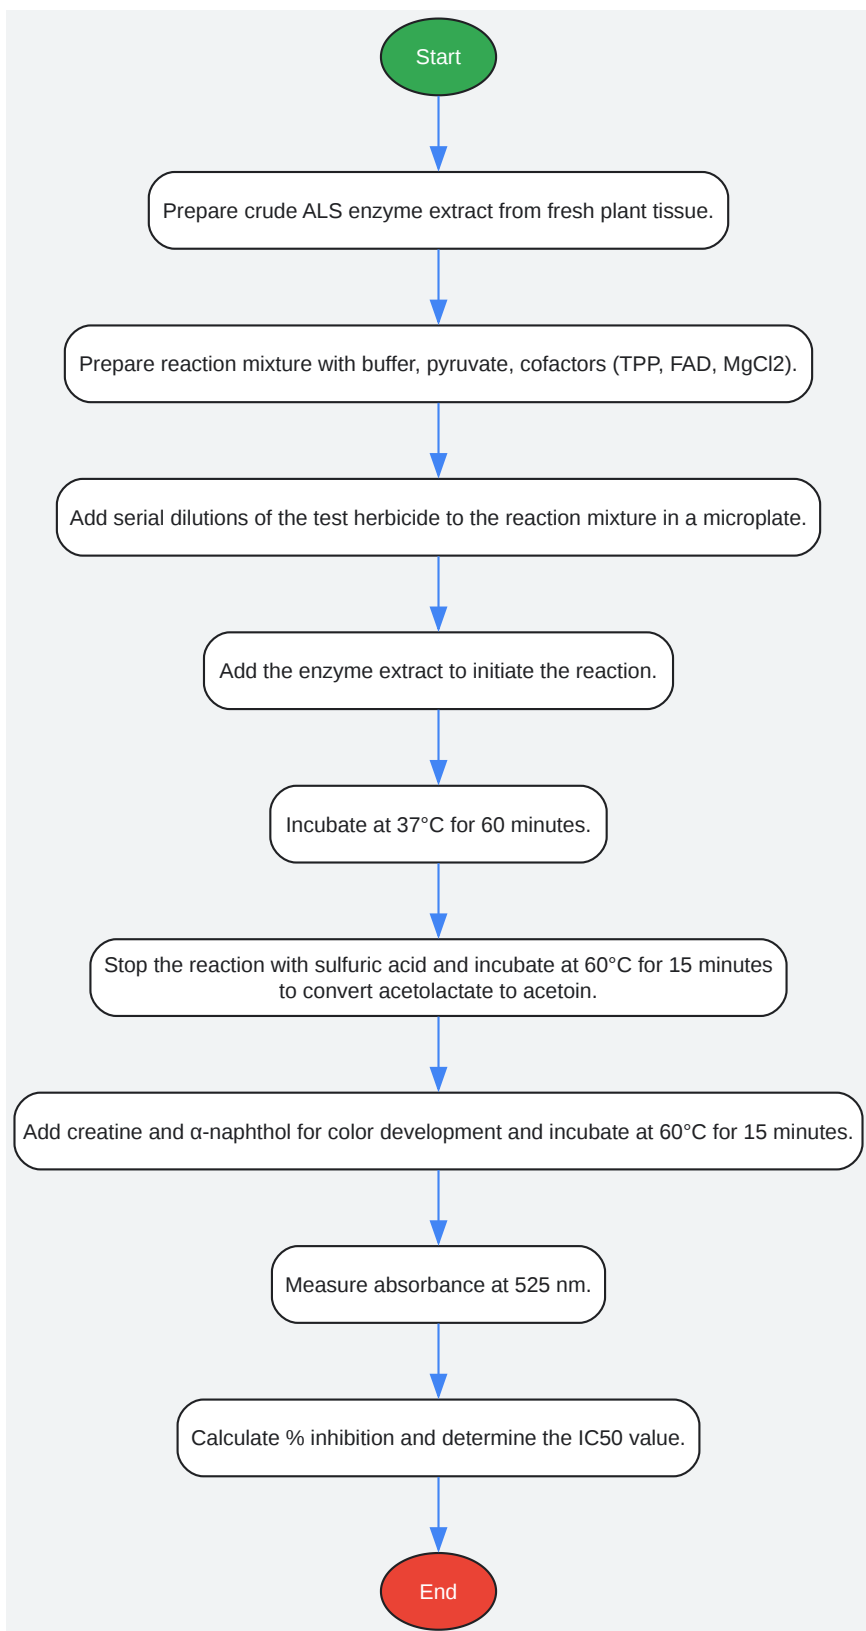 Start
Prepare crude ALS enzyme extract from fresh plant tissue.
Prepare reaction mixture with buffer, pyruvate, cofactors (TPP, FAD, MgCl2).
Add serial dilutions of the test herbicide to the reaction mixture in a microplate.
Add the enzyme extract to initiate the reaction.
Incubate at 37°C for 60 minutes.
Stop the reaction with sulfuric acid and incubate at 60°C for 15 minutes
to convert acetolactate to acetoin.
Add creatine and α-naphthol for color development and incubate at 60°C for 15 minutes.
Measure absorbance at 525 nm.
Calculate % inhibition and determine the IC50 value.
End